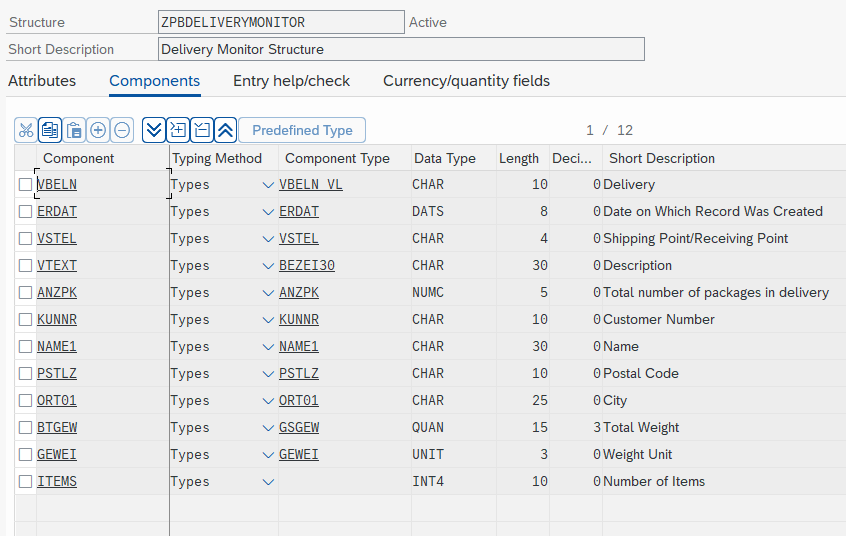 Structure ZPBDELIVERYMONITOR Active
Short Description Delivery Monitor Structure
Attributes Components Entry help/check Currency/quantity fields
Predefined Type 1 / 12
Component Typing Method Component Type Data Type Length Deci... Short Description
VBELN Types VBELN_VL CHAR 10 0 Delivery
ERDAT Types ERDAT DATS 8 0 Date on Which Record Was Created
VSTEL Types VSTEL CHAR 4 0 Shipping Point/Receiving Point
VTEXT Types BEZEI30 CHAR 30 0 Description
ANZPK Types ANZPK NUMC 5 0 Total number of packages in delivery
KUNNR Types KUNNR CHAR 10 0 Customer Number
NAME1 Types NAME1 CHAR 30 0 Name
PSTLZ Types PSTLZ CHAR 10 0 Postal Code
ORT01 Types ORT01 CHAR 25 0 City
BTGEW Types GSGEW QUAN 15 3 Total Weight
GEWEI Types GEWEI UNIT 3 0 Weight Unit
ITEMS Types INT4 10 0 Number of Items